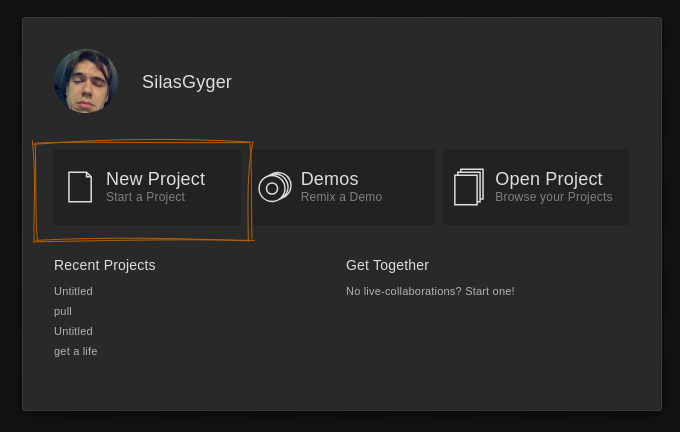 SilasGyger
New Project
Start a Project
Demos
Remix a Demo
Open Project
Browse your Projects
Recent Projects
Untitled
pull
Untitled
get a life
Get Together
No live-collaborations? Start one!